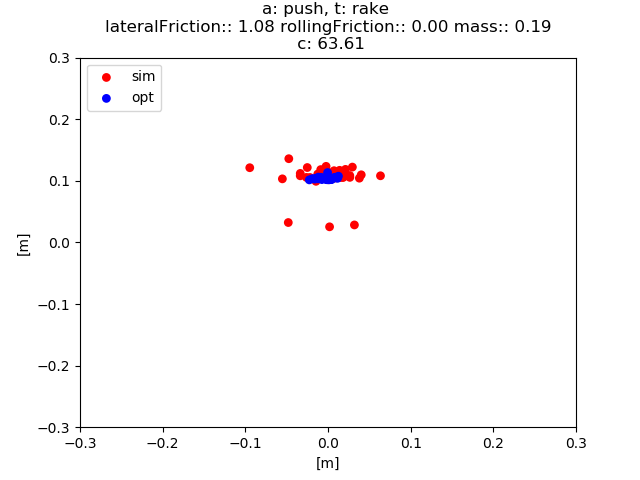 a: push, t: rake
lateralFriction:: 1.08 rollingFriction:: 0.00 mass:: 0.19
c: 63.61
sim
opt
0.3
0.2
0.1
0.0
−0.1
−0.2
−0.3
[m]
−0.3
−0.2
−0.1
0.0
0.1
0.2
0.3
[m]